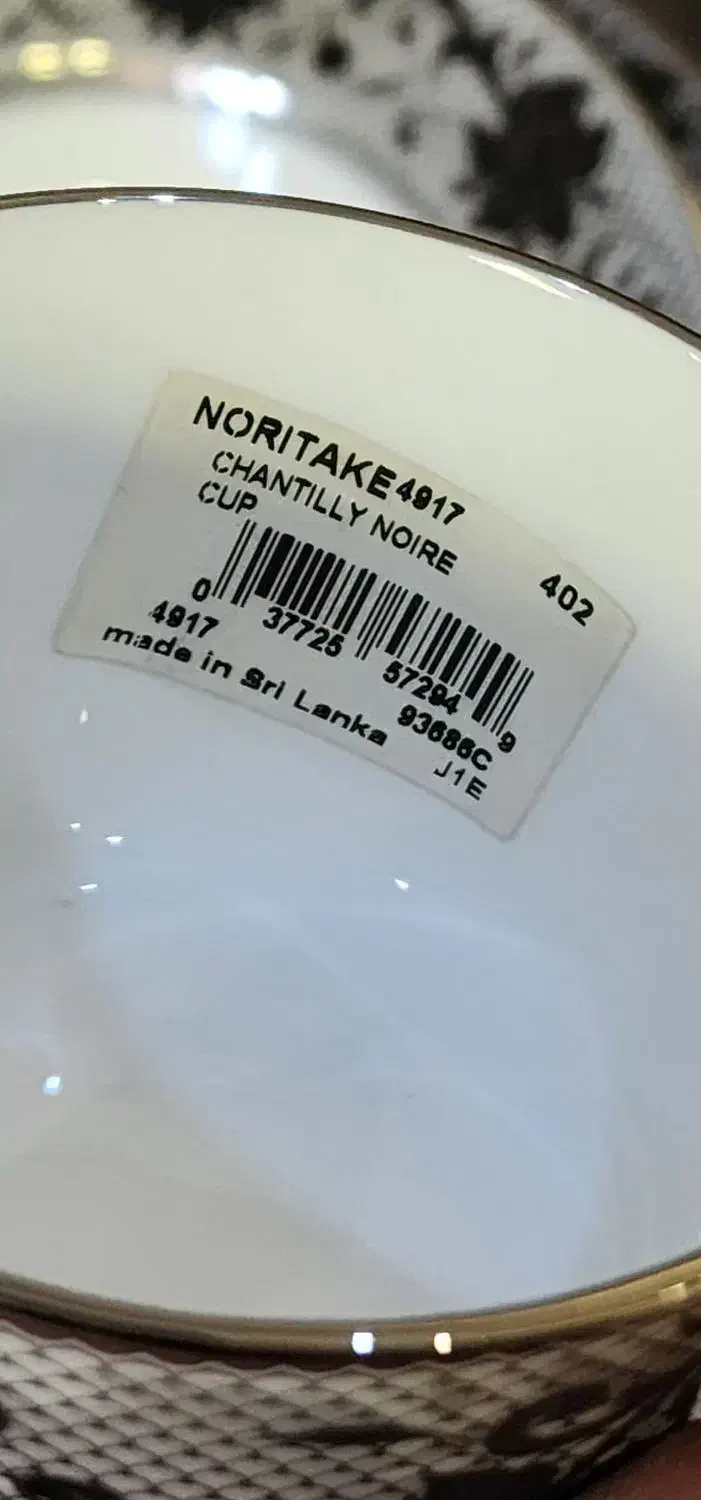 NORITAKE 4917
CHANTILLY NOIRE
CUP 402
0 37725 57294 9
4917 93686C
made in Sri Lanka J1E